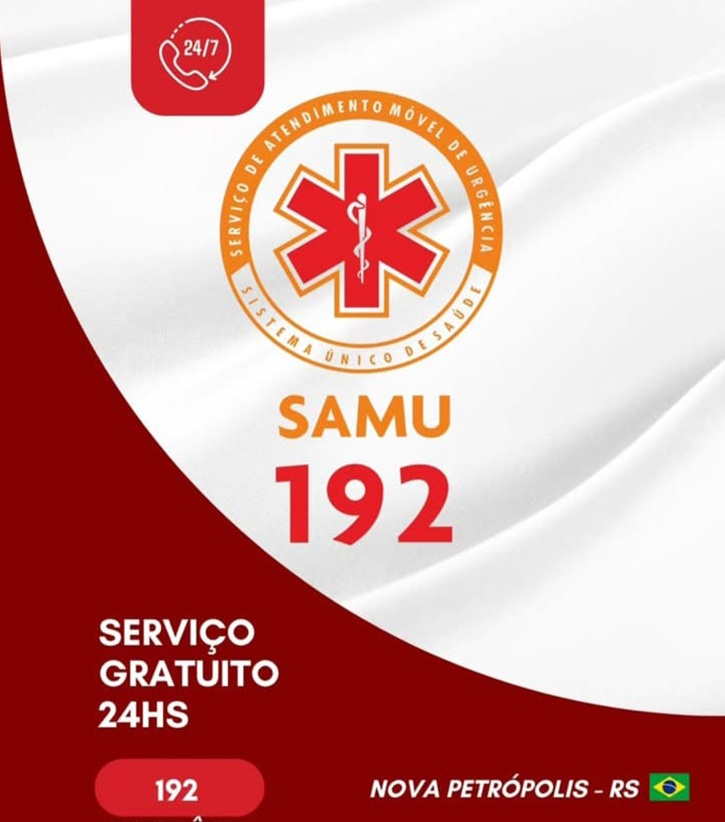 24/7
SERVIÇO DE ATENDIMENTO MÓVEL DE URGÊNCIA
SISTEMA ÚNICO DE SAÚDE
SAMU
192
SERVIÇO
GRATUITO
24HS
192
NOVA PETRÓPOLIS - RS